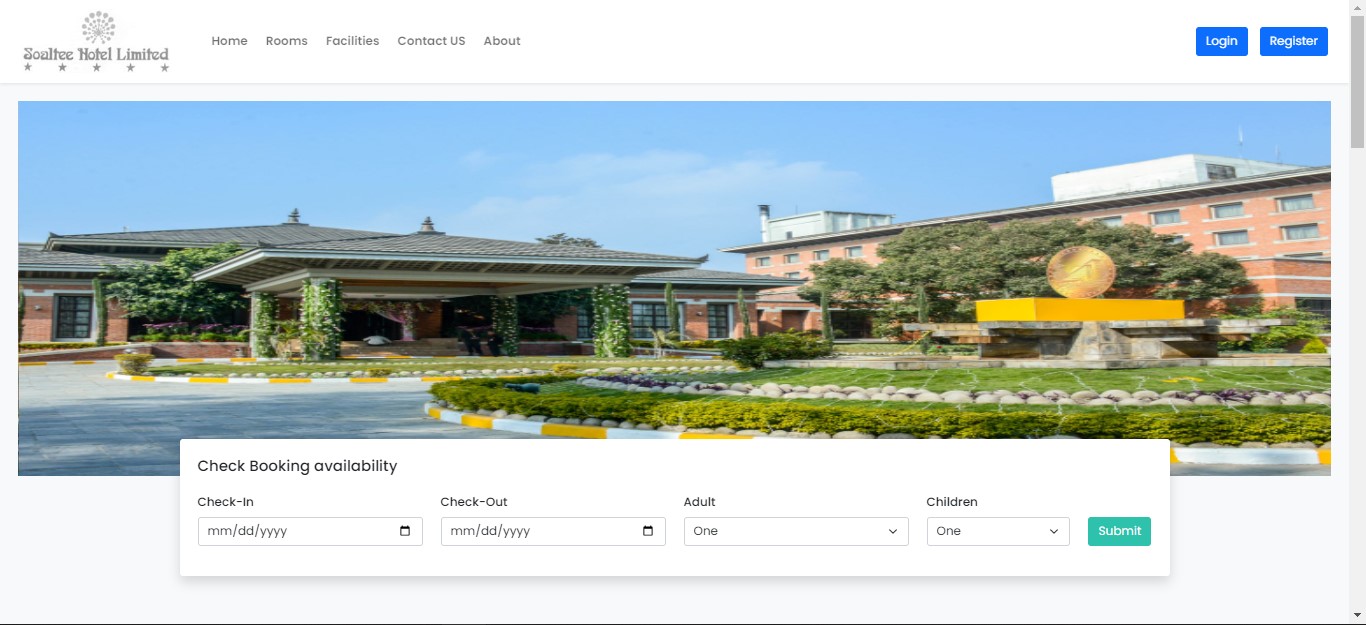 Soaltee Hotel Limited
Home Rooms Facilities Contact US About
Login Register
Check Booking availability
Check-In Check-Out Adult Children
mm/dd/yyyy mm/dd/yyyy One One Submit